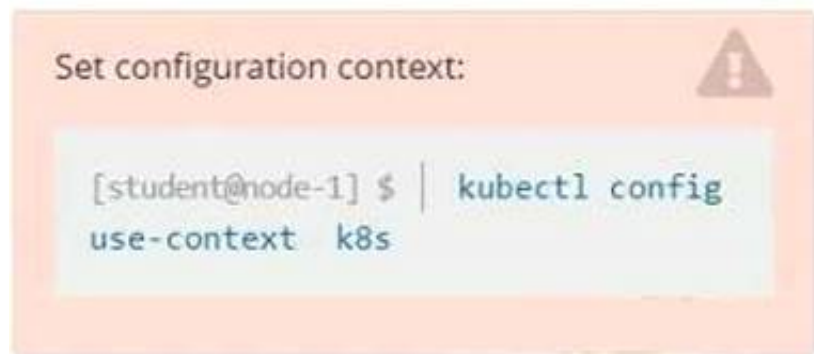 Set configuration context:
[student@node-1] $ | kubectl config
use-context k8s